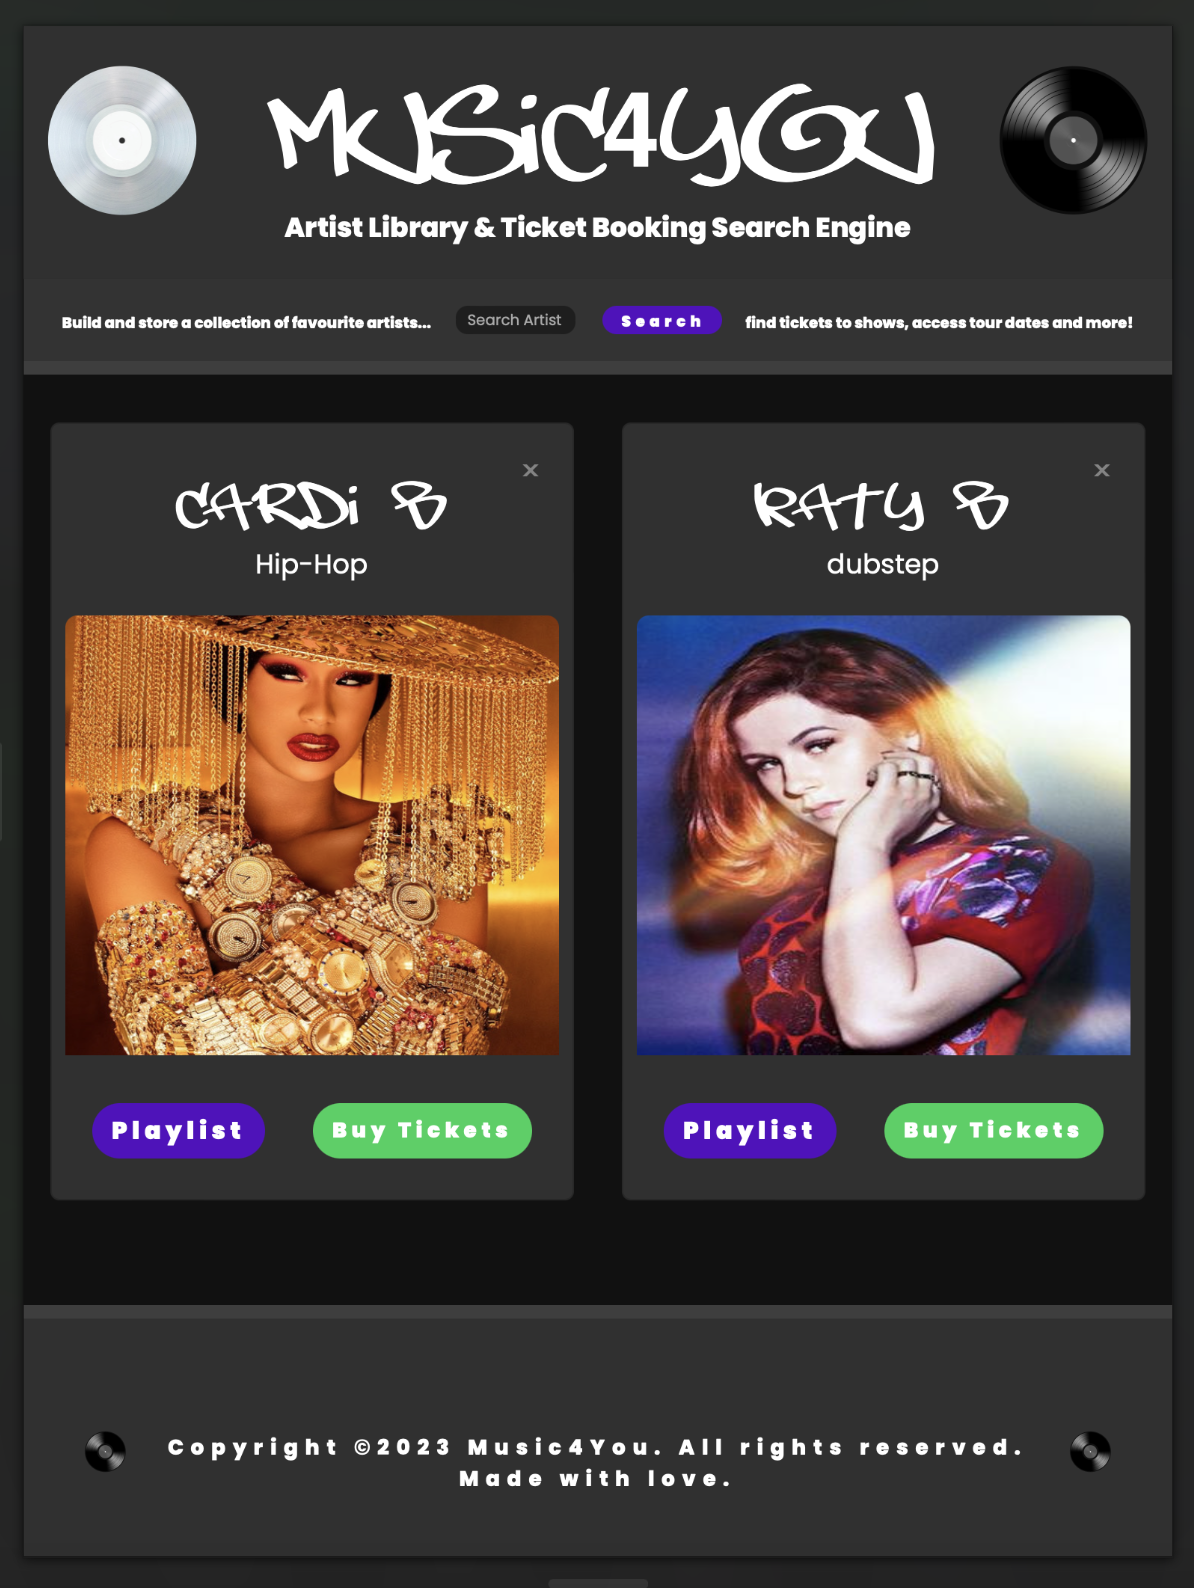 MUSiC4YOU
Artist Library & Ticket Booking Search Engine
Build and store a collection of favourite artists... Search Artist Search find tickets to shows, access tour dates and more!
x x
CARDi B RATY B
Hip-Hop dubstep
Playlist Buy Tickets Playlist Buy Tickets
Copyright ©2023 Music4You. All rights reserved.
Made with love.